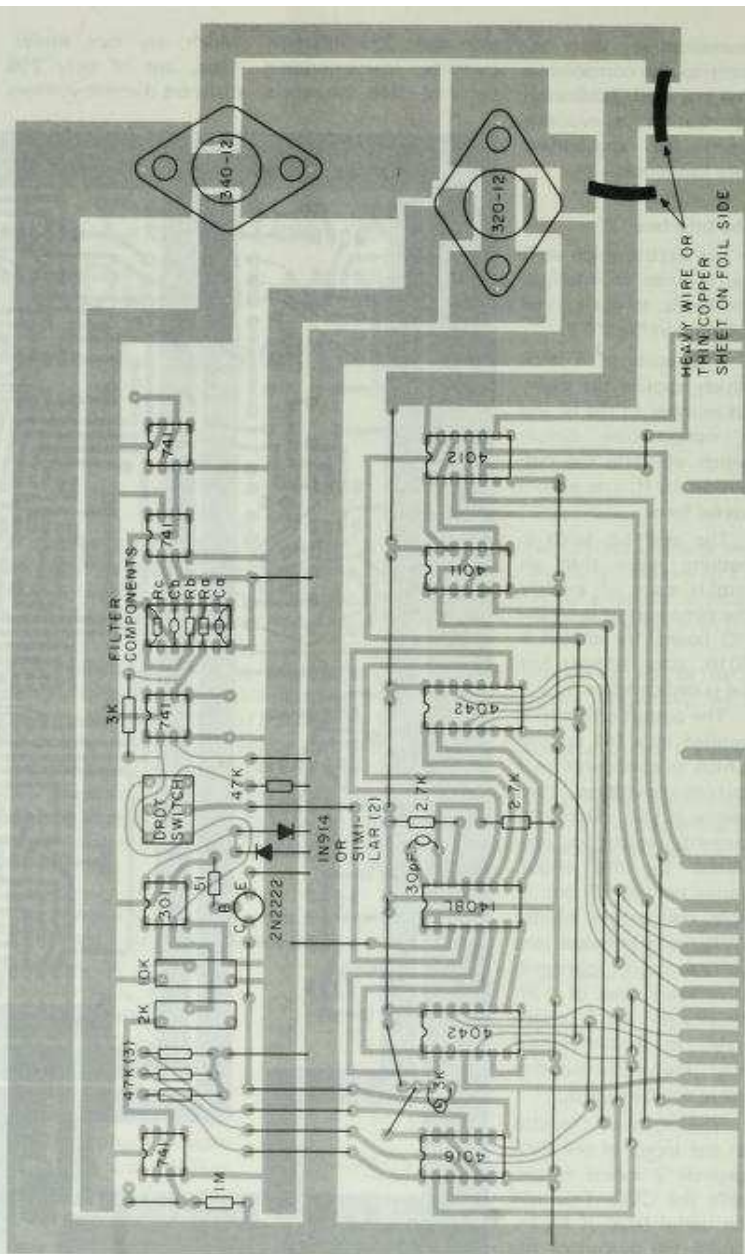 340-12
320-12
HEAVY WIRE OR
THIN COPPER
SHEET ON FOIL SIDE
741
741
FILTER
COMPONENTS
Rc
Cb
Rb
Ra
Ca
3K
741
DPDT
SWITCH
47K
1N914
OR
SIMI-
LAR (2)
301
51
B
E
C
2N2222
10K
2K
47K (3)
741
1M
4012
4011
4042
2.7K
2.7K
30pF
1408L
4042
3K
4016